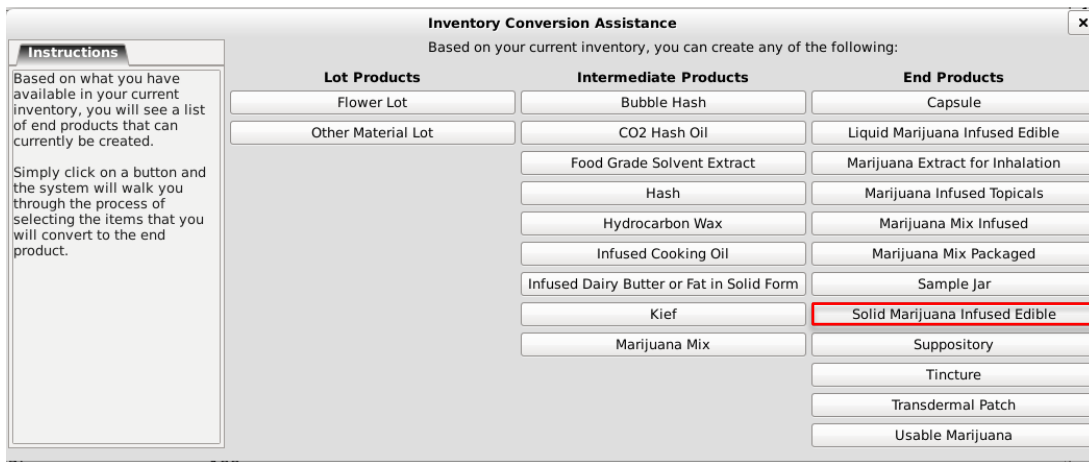 Inventory Conversion Assistance
Instructions
Based on what you have
available in your current
inventory, you will see a list
of end products that can
currently be created.
Simply click on a button and
the system will walk you
through the process of
selecting the items that you
will convert to the end
product.
Based on your current inventory, you can create any of the following:
Lot Products
Flower Lot
Other Material Lot
Intermediate Products
Bubble Hash
CO2 Hash Oil
Food Grade Solvent Extract
Hash
Hydrocarbon Wax
Infused Cooking Oil
Infused Dairy Butter or Fat in Solid Form
Kief
Marijuana Mix
End Products
Capsule
Liquid Marijuana Infused Edible
Marijuana Extract for Inhalation
Marijuana Infused Topicals
Marijuana Mix Infused
Marijuana Mix Packaged
Sample Jar
Solid Marijuana Infused Edible
Suppository
Tincture
Transdermal Patch
Usable Marijuana